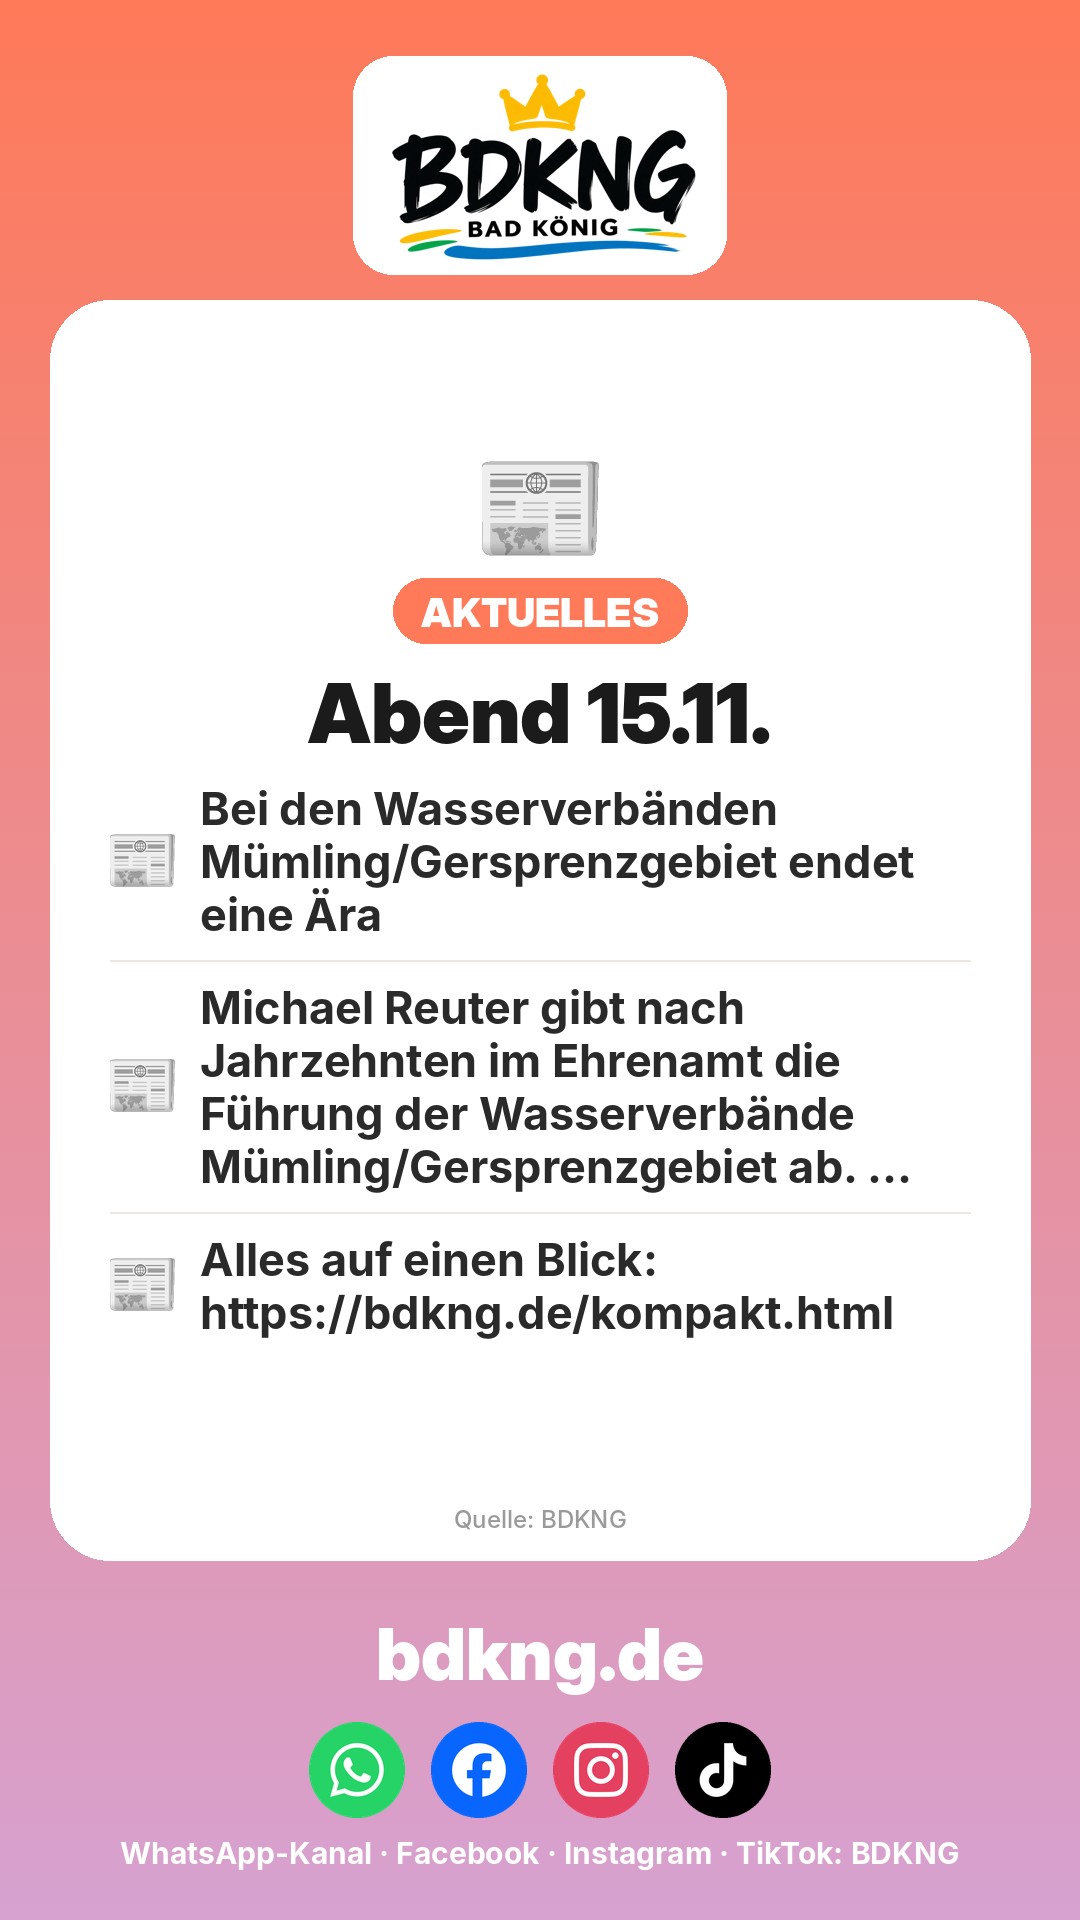 BDKNG
BAD KÖNIG
AKTUELLES
Abend 15.11.
Bei den Wasserverbänden
Mümling/Gersprenzgebiet endet
eine Ära
Michael Reuter gibt nach
Jahrzehnten im Ehrenamt die
Führung der Wasserverbände
Mümling/Gersprenzgebiet ab. ...
Alles auf einen Blick:
https://bdkng.de/kompakt.html
Quelle: BDKNG
bdkng.de
WhatsApp-Kanal · Facebook · Instagram · TikTok: BDKNG